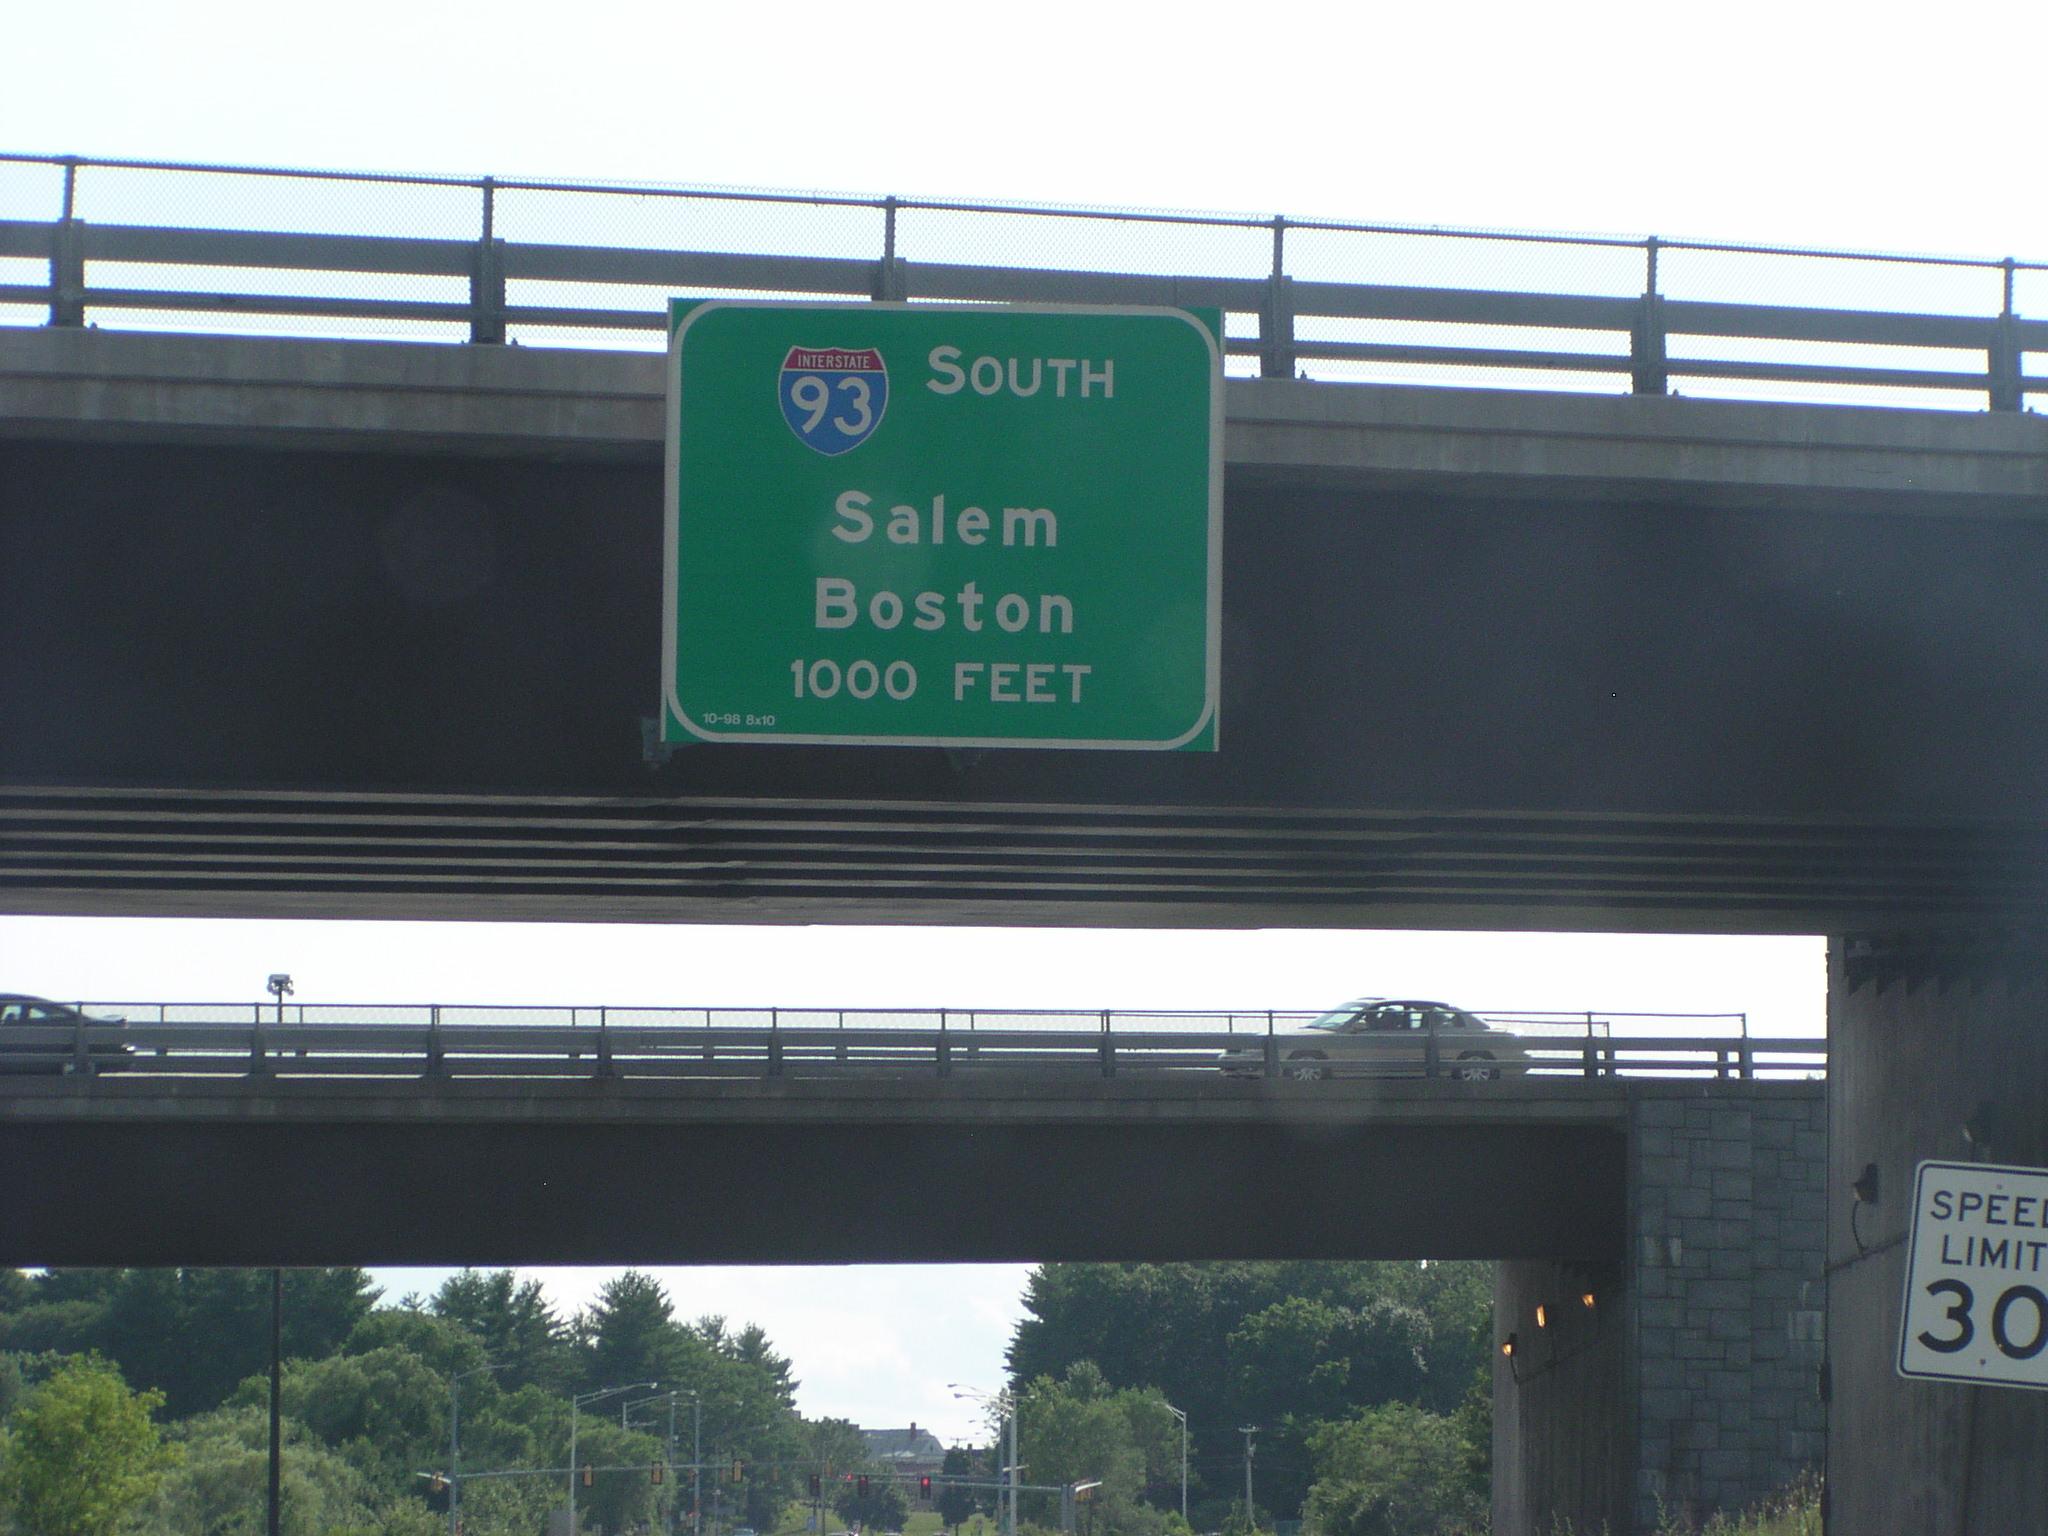 INTERSTATE
93
SOUTH
Salem
Boston
1000 FEET
10-98 8x10
SPEED
LIMIT
30